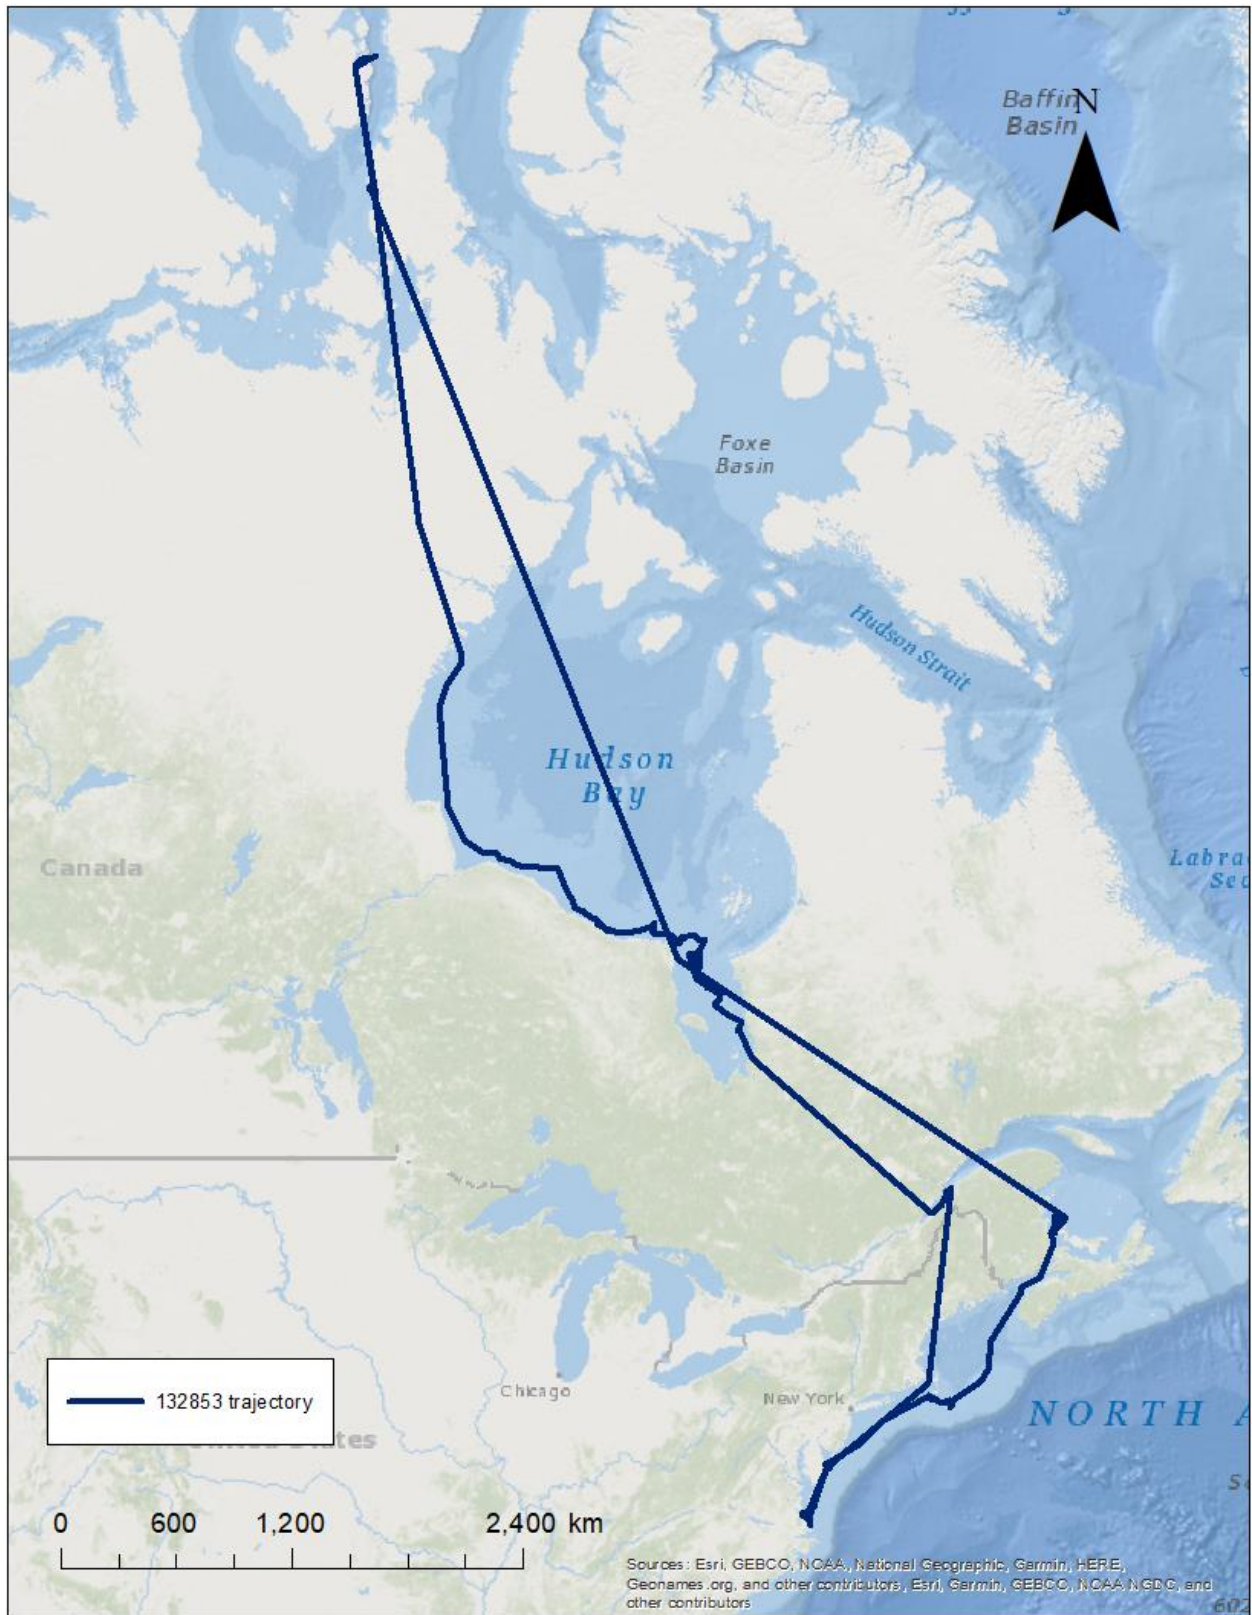 Baffin
Basin
N
Foxe
Basin
Hudson Strait
Hudson
Bay
Canada
Labra
Sea
Chicago
New York
NORTH A
132853 trajectory
0 600 1,200 2,400 km
Sources: Esri, GEBCO, NOAA, National Geographic, Garmin, HERE,
Geonames.org, and other contributors, Esri, Garmin, GEBCO, NOAA NGDC, and
other contributors